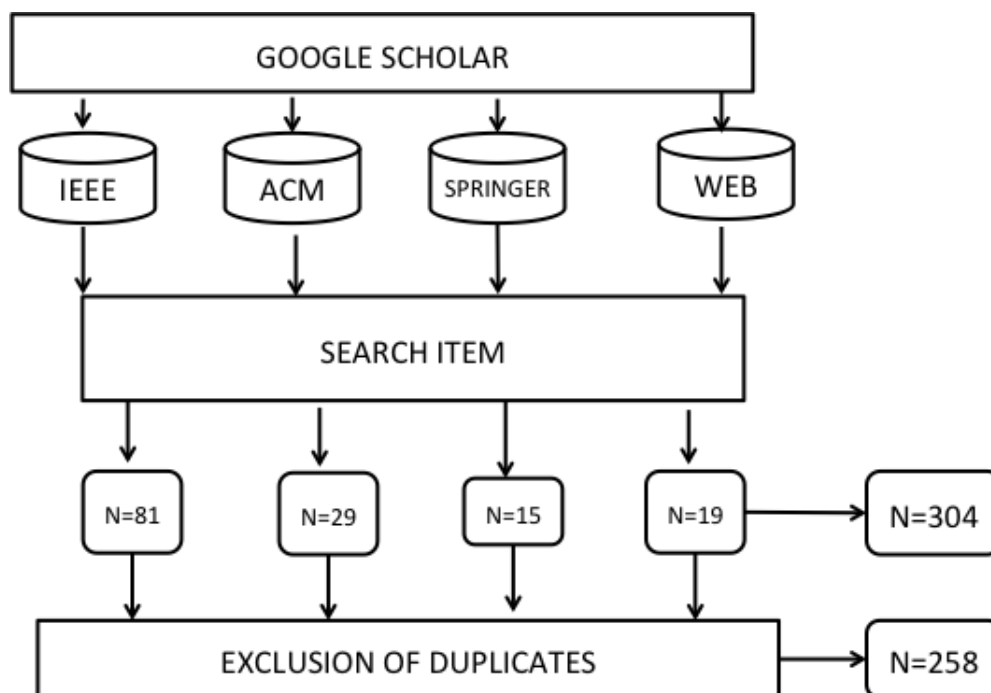 GOOGLE SCHOLAR
IEEE
ACM
SPRINGER
WEB
SEARCH ITEM
N=81
N=29
N=15
N=19
N=304
EXCLUSION OF DUPLICATES
N=258